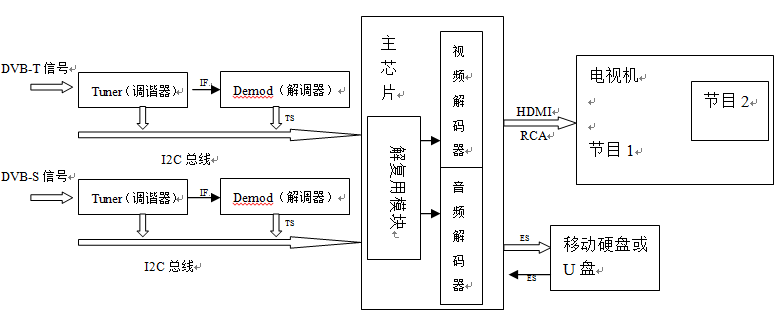 DVB-T 信号
Tuner（调谐器）
IF
Demod（解调器）
TS
I2C 总线
DVB-S 信号
Tuner（调谐器）
IF
Demod（解调器）
TS
I2C 总线
主芯片
解复用模块
视频解码器
音频解码器
HDMI
RCA
电视机
节目 1
节目 2
ES
ES
移动硬盘或
U 盘